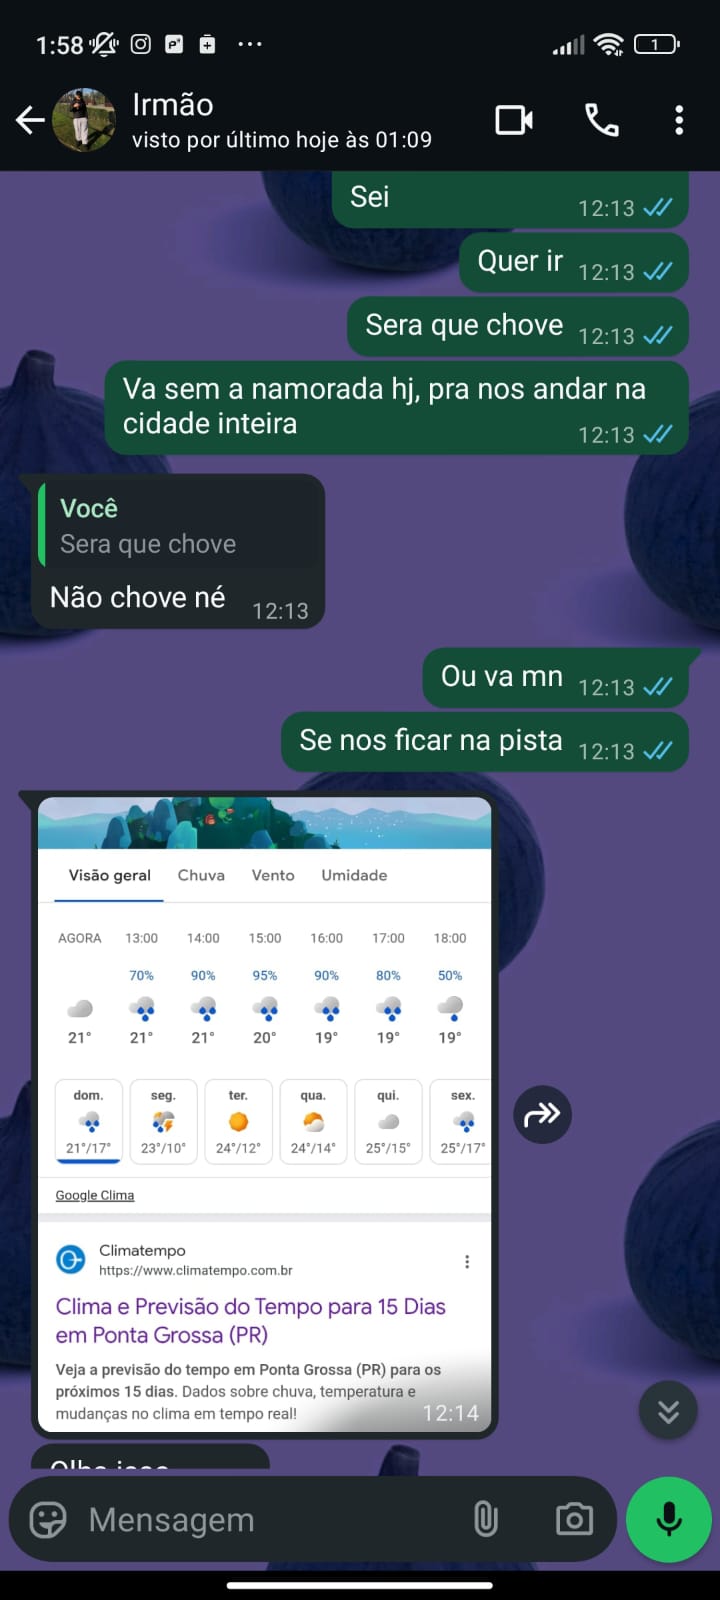 1:58
1
Irmão
visto por último hoje às 01:09
Sei
12:13
Quer ir
12:13
Sera que chove
12:13
Va sem a namorada hj, pra nos andar na
cidade inteira
12:13
Você
Sera que chove
Não chove né
12:13
Ou va mn
12:13
Se nos ficar na pista
12:13
Visão geral Chuva Vento Umidade
AGORA 13:00 14:00 15:00 16:00 17:00 18:00
70% 90% 95% 90% 80% 50%
21° 21° 21° 20° 19° 19° 19°
dom. seg. ter. qua. qui. sex.
21°/17° 23°/10° 24°/12° 24°/14° 25°/15° 25°/17°
Google Clima
Climatempo
https://www.climatempo.com.br
Clima e Previsão do Tempo para 15 Dias
em Ponta Grossa (PR)
Veja a previsão do tempo em Ponta Grossa (PR) para os
próximos 15 dias. Dados sobre chuva, temperatura e
mudanças no clima em tempo real!
12:14
Mensagem